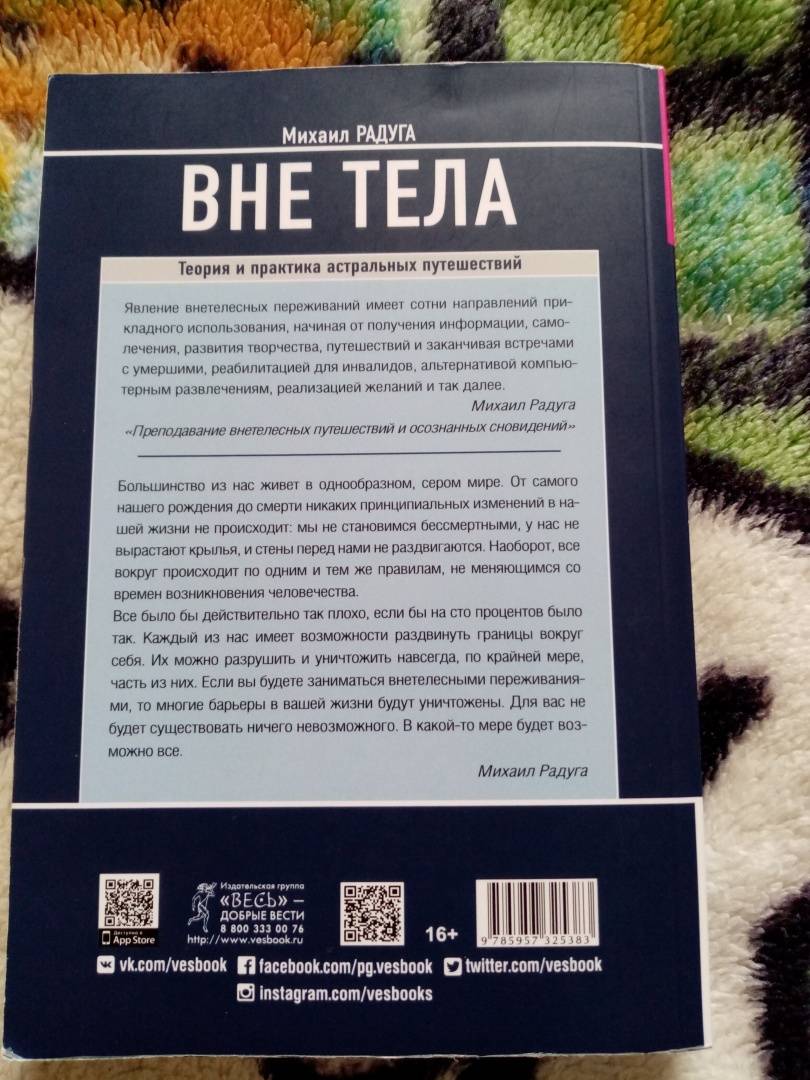 Михаил РАДУГА
ВНЕ ТЕЛА
Теория и практика астральных путешествий
Явление внетелесных переживаний имеет сотни направлений при-
кладного использования, начиная от получения информации, само-
лечения, развития творчества, путешествий и заканчивая встречами
с умершими, реабилитацией для инвалидов, альтернативой компью-
терным развлечениям, реализацией желаний и так далее.
Михаил Радуга
«Преподавание внетелесных путешествий и осознанных сновидений»
Большинство из нас живет в однообразном, сером мире. От самого
нашего рождения до смерти никаких принципиальных изменений в на-
шей жизни не происходит: мы не становимся бессмертными, у нас не
вырастают крылья, и стены перед нами не раздвигаются. Наоборот, все
вокруг происходит по одним и тем же правилам, не меняющимся со
времен возникновения человечества.
Все было бы действительно так плохо, если бы на сто процентов было
так. Каждый из нас имеет возможности раздвинуть границы вокруг
себя. Их можно разрушить и уничтожить навсегда, по крайней мере,
часть из них. Если вы будете заниматься внетелесными переживания-
ми, то многие барьеры в вашей жизни будут уничтожены. Для вас не
будет существовать ничего невозможного. В какой-то мере будет воз-
можно все.
Михаил Радуга
Доступно в
App Store
Издательская группа
«ВЕСЬ» –
ДОБРЫЕ ВЕСТИ
8 800 333 00 76
http://www.vesbook.ru
16+
9 785957 325383
vk.com/vesbook facebook.com/pg.vesbook twitter.com/vesbook
instagram.com/vesbooks